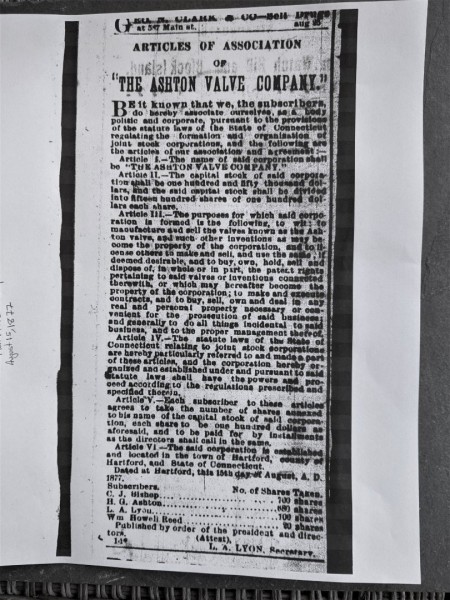 GEO. N. CLARK & CO—Sell Drugs
at 527 Main st. aug 25
ARTICLES OF ASSOCIATION
OF
"THE ASHTON VALVE COMPANY."
BE it known that we, the subscribers,
do hereby associate ourselves, as a body
politic and corporate, pursuant to the provisions
of the statute laws of the State of Connecticut
regulating the formation and organization of
joint stock corporations, and the following are
the articles of our association and agreement:—
Article I.—The name of said corporation shall
be "THE ASHTON VALVE COMPANY."
Article II.—The capital stock of said corpora-
tion shall be one hundred and fifty thousand dol-
lars, and the said capital stock shall be divided
into fifteen hundred shares of one hundred dol-
lars each share.
Article III.—The purposes for which said corpo-
ration is formed is the following, to wit: to
manufacture and sell the valves known as the Ash-
ton valve, and such other inventions as may be-
come the property of the corporation, and to li-
cense others to make and sell, and use the same; if
deemed desirable, and to buy, own, hold, sell and
dispose of, in whole or in part, the patent rights
pertaining to said valves or inventions connected
therewith, or which may hereafter become the
property of the corporation; to make and execute
contracts, and to buy, sell, own and deal in any
real and personal property necessary or con-
venient for the prosecution of said business;
and generally to do all things incidental to said
business, and to the proper management thereof.
Article IV.—The statute laws of the State of
Connecticut relating to joint stock corporations
are hereby particularly referred to and made a part
of these articles, and the corporation hereby or-
ganized and established under and pursuant to said
statute laws shall have the powers and pro-
ceed according to the regulations prescribed and
specified therein.
Article V.—Each subscriber to these articles
agrees to take the number of shares annexed
to his name of the capital stock of said corpora-
tion, each share to be one hundred dollars as
aforesaid, and to be paid for by installments
as the directors shall call in the same.
Article VI—The said corporation is established
and located in the town of Hartford, county of
Hartford, and State of Connecticut.
Dated at Hartford, this 15th day of August, A. D.
1877.
Subscribers. No. of Shares Taken.
C. J. Bishop 700 shares
H. G. Ashton 680 shares
L. A. Lyon 100 shares
Wm Howell Reed 20 shares
Published by order of the president and direc-
tors. (Attest),
L. A. LYON, Secretary.